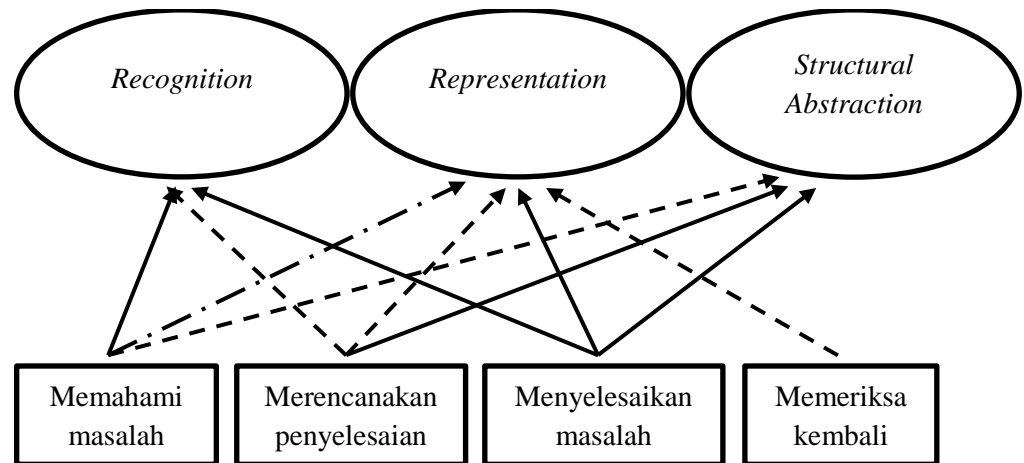 Recognition
Representation
Structural
Abstraction
Memahami
masalah
Merencanakan
penyelesaian
Menyelesaikan
masalah
Memeriksa
kembali